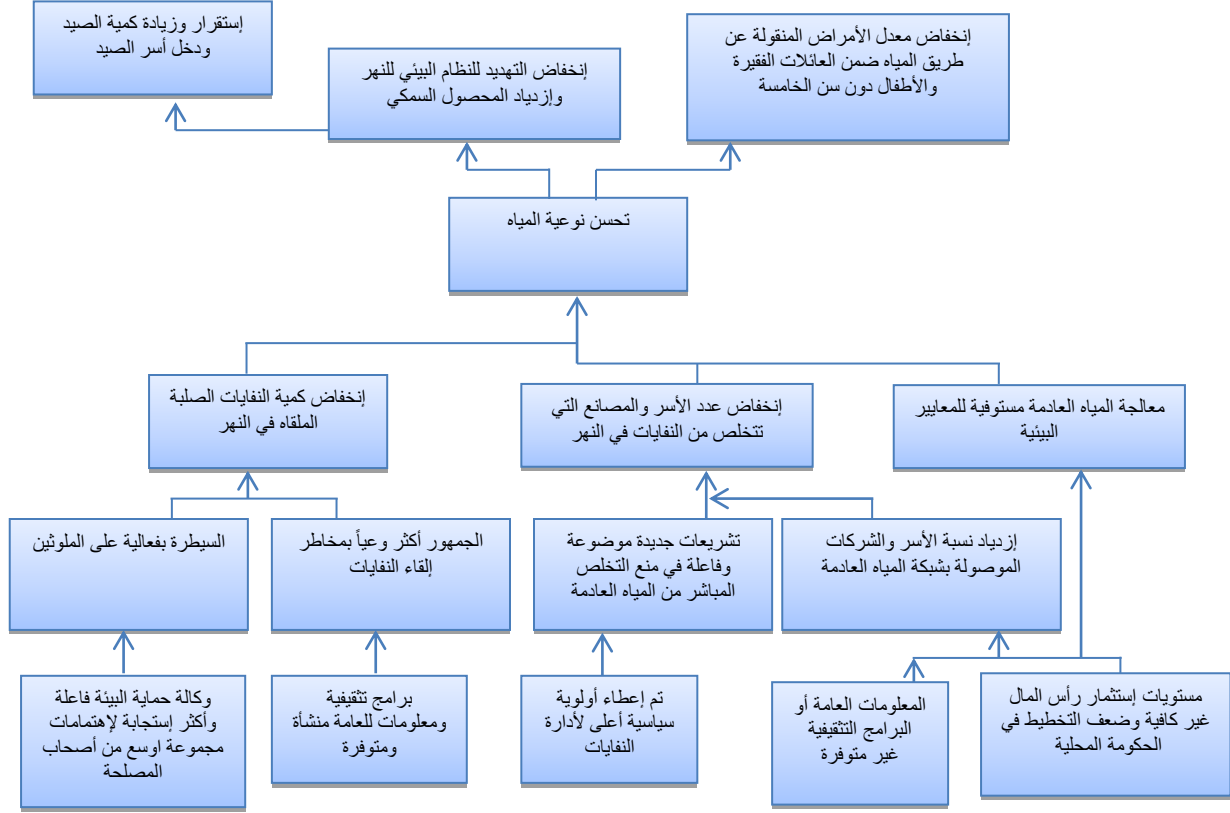 إنخفاض معدل الأمراض المنقولة عن
طريق المياه ضمن العائلات الفقيرة
والأطفال دون سن الخامسة
إنخفاض التهديد للنظام البيئي للنهر
وإزدياد المحصول السمكي
إستقرار وزيادة كمية الصيد
ودخل أسر الصيد
تحسن نوعية المياه
معالجة المياه العادمة مستوفية للمعايير
البيئية
إنخفاض عدد الأسر والمصانع التي
تتخلص من النفايات في النهر
إنخفاض كمية النفايات الصلبة
الملقاه في النهر
إزدياد نسبة الأسر والشركات
الموصولة بشبكة المياه العادمة
تشريعات جديدة موضوعة
وفاعلة في منع التخلص
المباشر من المياه العادمة
الجمهور أكثر وعياً بمخاطر
إلقاء النفايات
السيطرة بفعالية على الملوثين
مستويات إستثمار رأس المال
غير كافية وضعف التخطيط في
الحكومة المحلية
المعلومات العامة أو
البرامج التثقيفية
غير متوفرة
تم إعطاء أولوية
سياسية أعلى لأدارة
النفايات
برامج تثقيفية
ومعلومات للعامة منشأة
ومتوفرة
وكالة حماية البيئة فاعلة
وأكثر إستجابة لإهتمامات
مجموعة اوسع من أصحاب
المصلحة